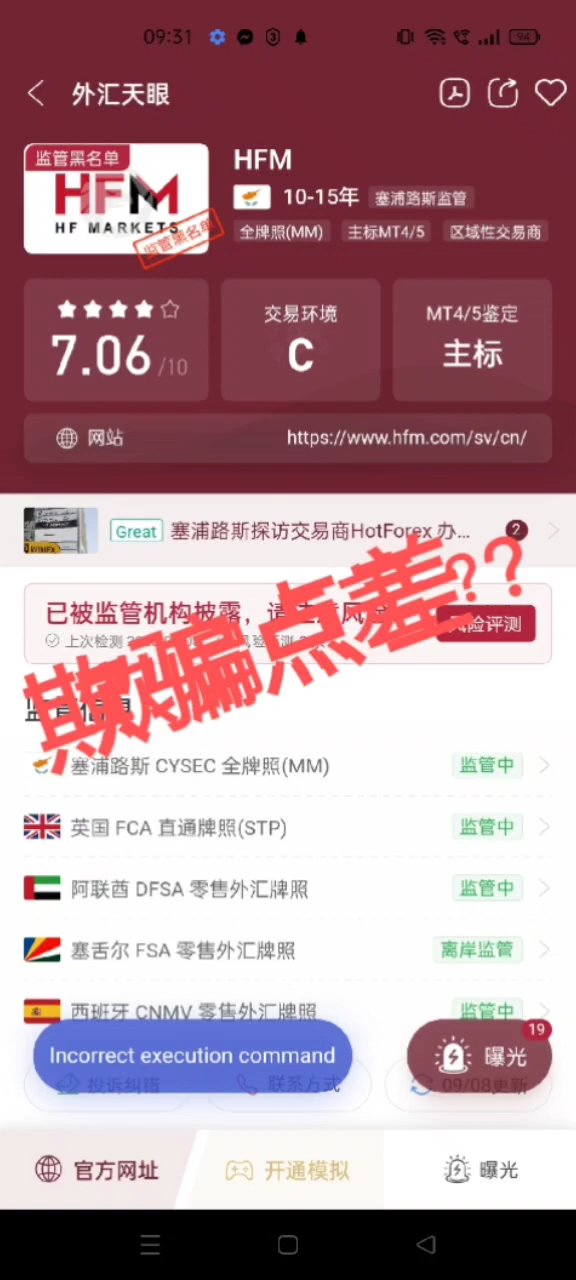 09:31
94
外汇天眼
监管黑名单
HFM
HF MARKETS
监管黑名单
HFM
10-15年 塞浦路斯监管
全牌照(MM) 主标MT4/5 区域性交易商
7.06 /10
交易环境
C
MT4/5鉴定
主标
网站 https://www.hfm.com/sv/cn/
Great 塞浦路斯探访交易商HotForex 办... 2
已被监管机构披露，请注意风险
风险评测
上次检测
欺骗点差??
监管信息
塞浦路斯 CYSEC 全牌照(MM) 监管中
英国 FCA 直通牌照(STP) 监管中
阿联酋 DFSA 零售外汇牌照 监管中
塞舌尔 FSA 零售外汇牌照 离岸监管
西班牙 CNMV 零售外汇牌照 监管中
Incorrect execution command
19
曝光
投诉纠错 联系方式 09/08更新
官方网址 开通模拟 曝光